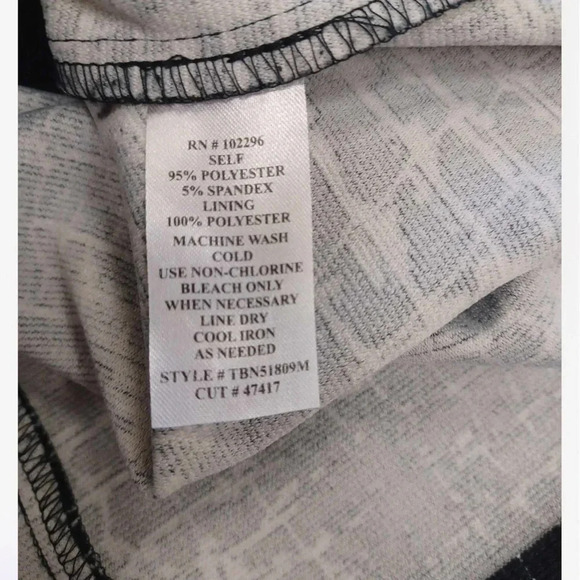 RN # 102296
SELF
95% POLYESTER
5% SPANDEX
LINING
100% POLYESTER
MACHINE WASH
COLD
USE NON-CHLORINE
BLEACH ONLY
WHEN NECESSARY
LINE DRY
COOL IRON
AS NEEDED
STYLE # TBN51809M
CUT # 47417